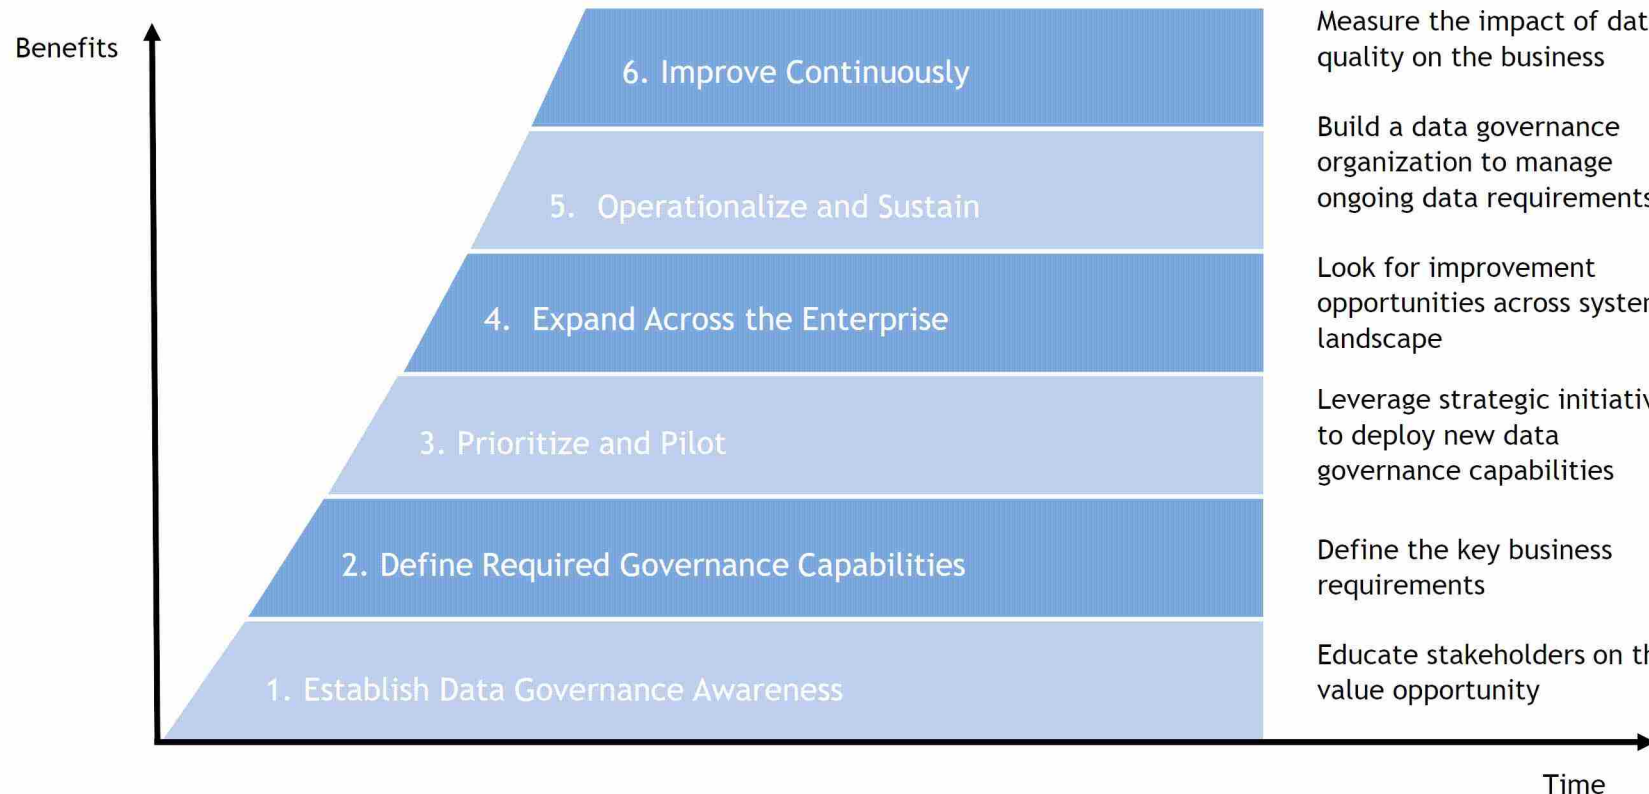 Benefits
6. Improve Continuously
Measure the impact of dat
quality on the business
5. Operationalize and Sustain
Build a data governance
organization to manage
ongoing data requirements
4. Expand Across the Enterprise
Look for improvement
opportunities across system
landscape
3. Prioritize and Pilot
Leverage strategic initiativ
to deploy new data
governance capabilities
2. Define Required Governance Capabilities
Define the key business
requirements
1. Establish Data Governance Awareness
Educate stakeholders on th
value opportunity
Time